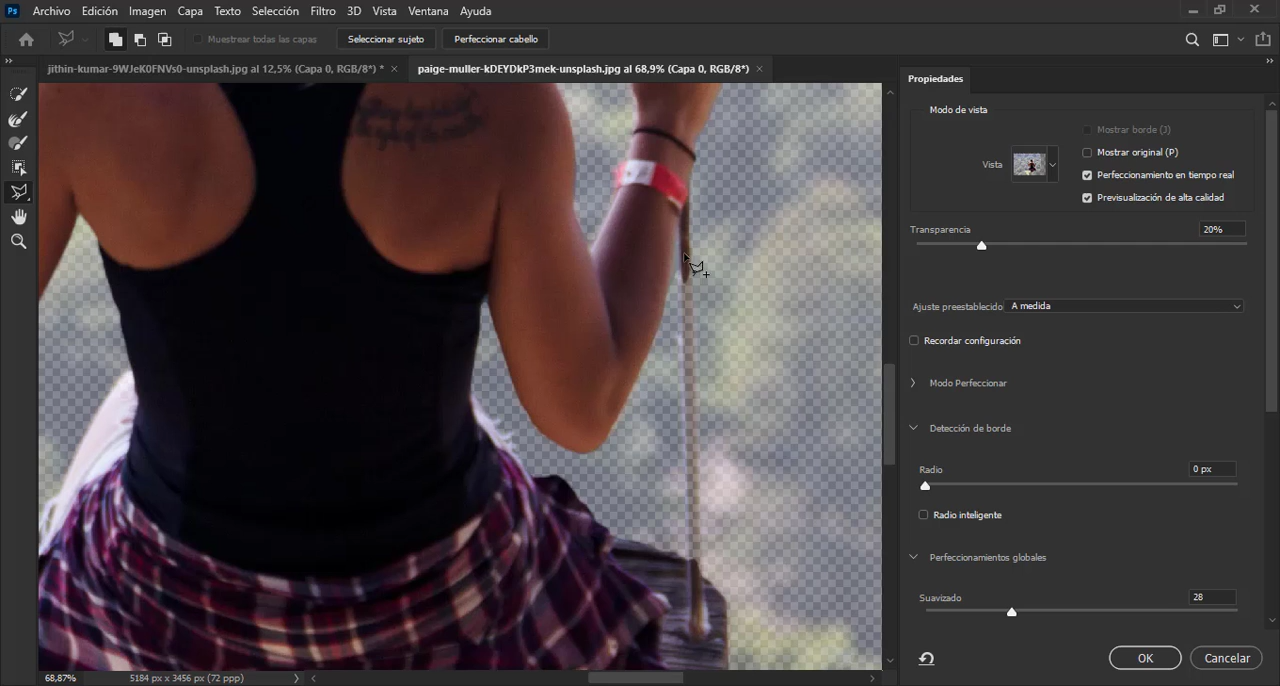 Ps Archivo Edición Imagen Capa Texto Selección Filtro 3D Vista Ventana Ayuda
Muestrear todas las capas Seleccionar sujeto Perfeccionar cabello
jithin-kumar-9WJeK0FNVs0-unsplash.jpg al 12,5% (Capa 0, RGB/8*) * paige-muller-kDEYDkP3mek-unsplash.jpg al 68,9% (Capa 0, RGB/8*)
Propiedades
Modo de vista
Mostrar borde (J)
Vista
Mostrar original (P)
Perfeccionamiento en tiempo real
Previsualización de alta calidad
Transparencia 20%
Ajuste preestablecido A medida
Recordar configuración
Modo Perfeccionar
Detección de borde
Radio 0 px
Radio inteligente
Perfeccionamientos globales
Suavizado 28
OK Cancelar
68,87% 5184 px x 3456 px (72 ppp)